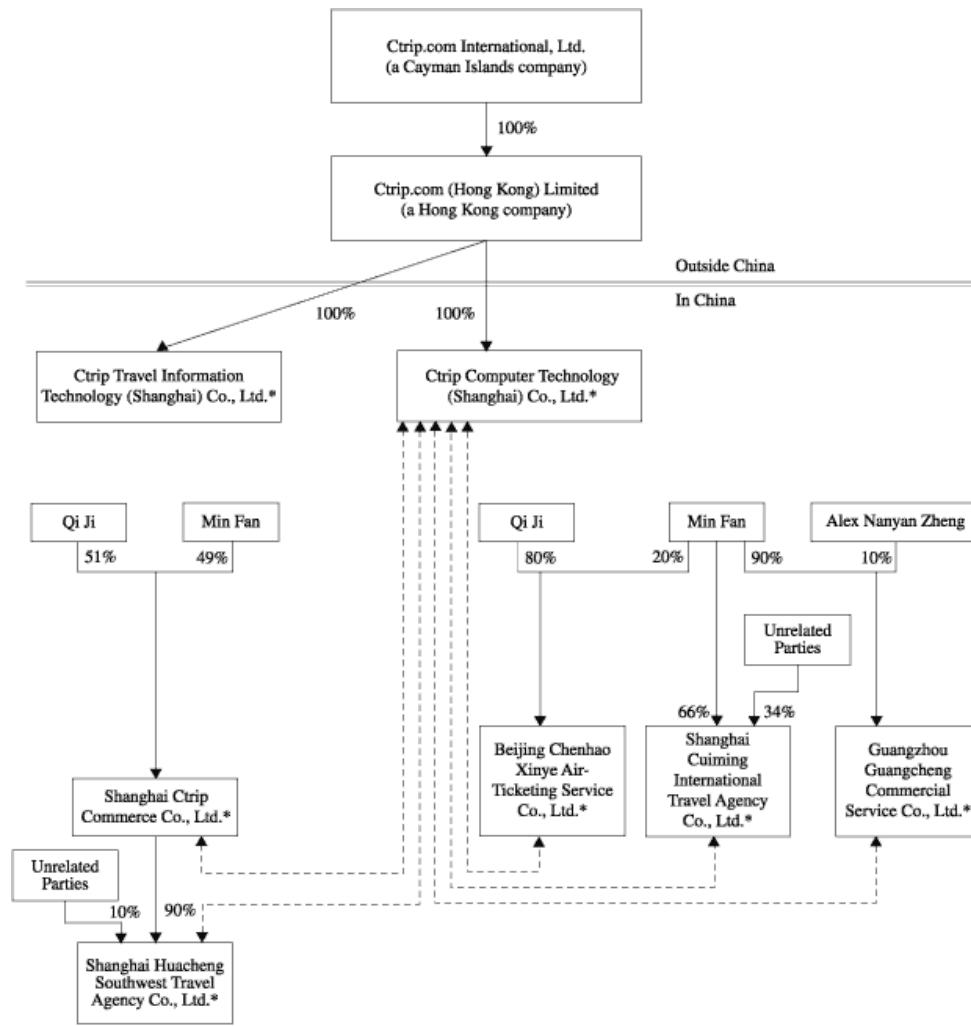 Ctrip.com International, Ltd.
(a Cayman Islands company)
100%
Ctrip.com (Hong Kong) Limited
(a Hong Kong company)
Outside China
In China
100%
100%
Ctrip Travel Information
Technology (Shanghai) Co., Ltd.*
Ctrip Computer Technology
(Shanghai) Co., Ltd.*
Qi Ji
Min Fan
Qi Ji
Min Fan
Alex Nanyan Zheng
51%
49%
80%
20%
90%
10%
Unrelated
Parties
66%
34%
Beijing Chenhao
Xinye Air-
Ticketing Service
Co., Ltd.*
Shanghai
Cuiming
International
Travel Agency
Co., Ltd.*
Guangzhou
Guangcheng
Commercial
Service Co., Ltd.*
Shanghai Ctrip
Commerce Co., Ltd.*
Unrelated
Parties
10%
90%
Shanghai Huacheng
Southwest Travel
Agency Co., Ltd.*